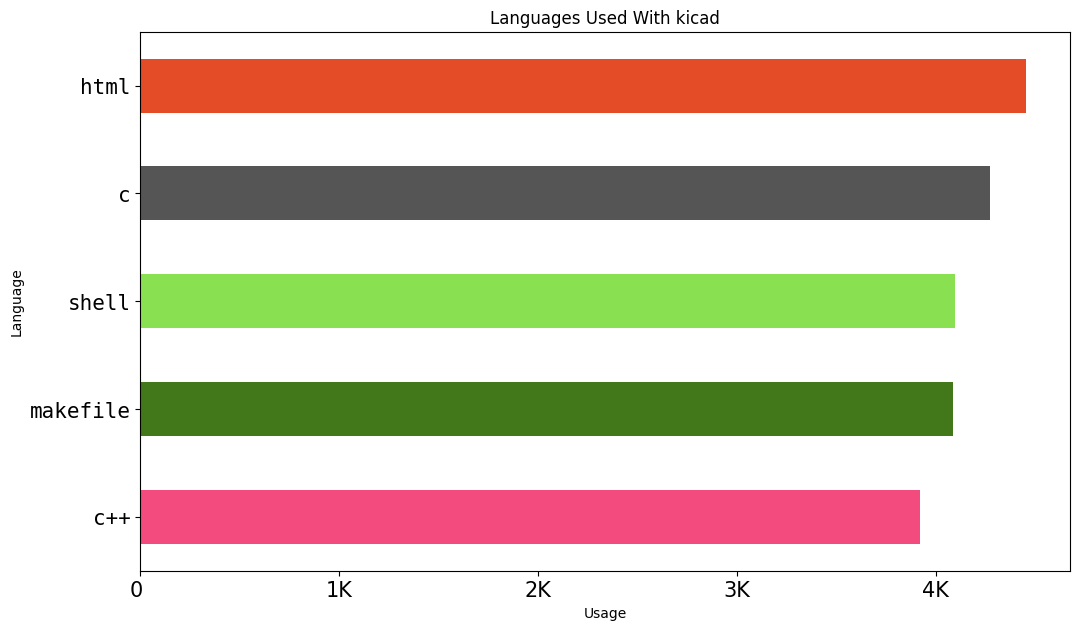 Languages Used With kicad
html
c
shell
makefile
c++
Language
0 1K 2K 3K 4K
Usage